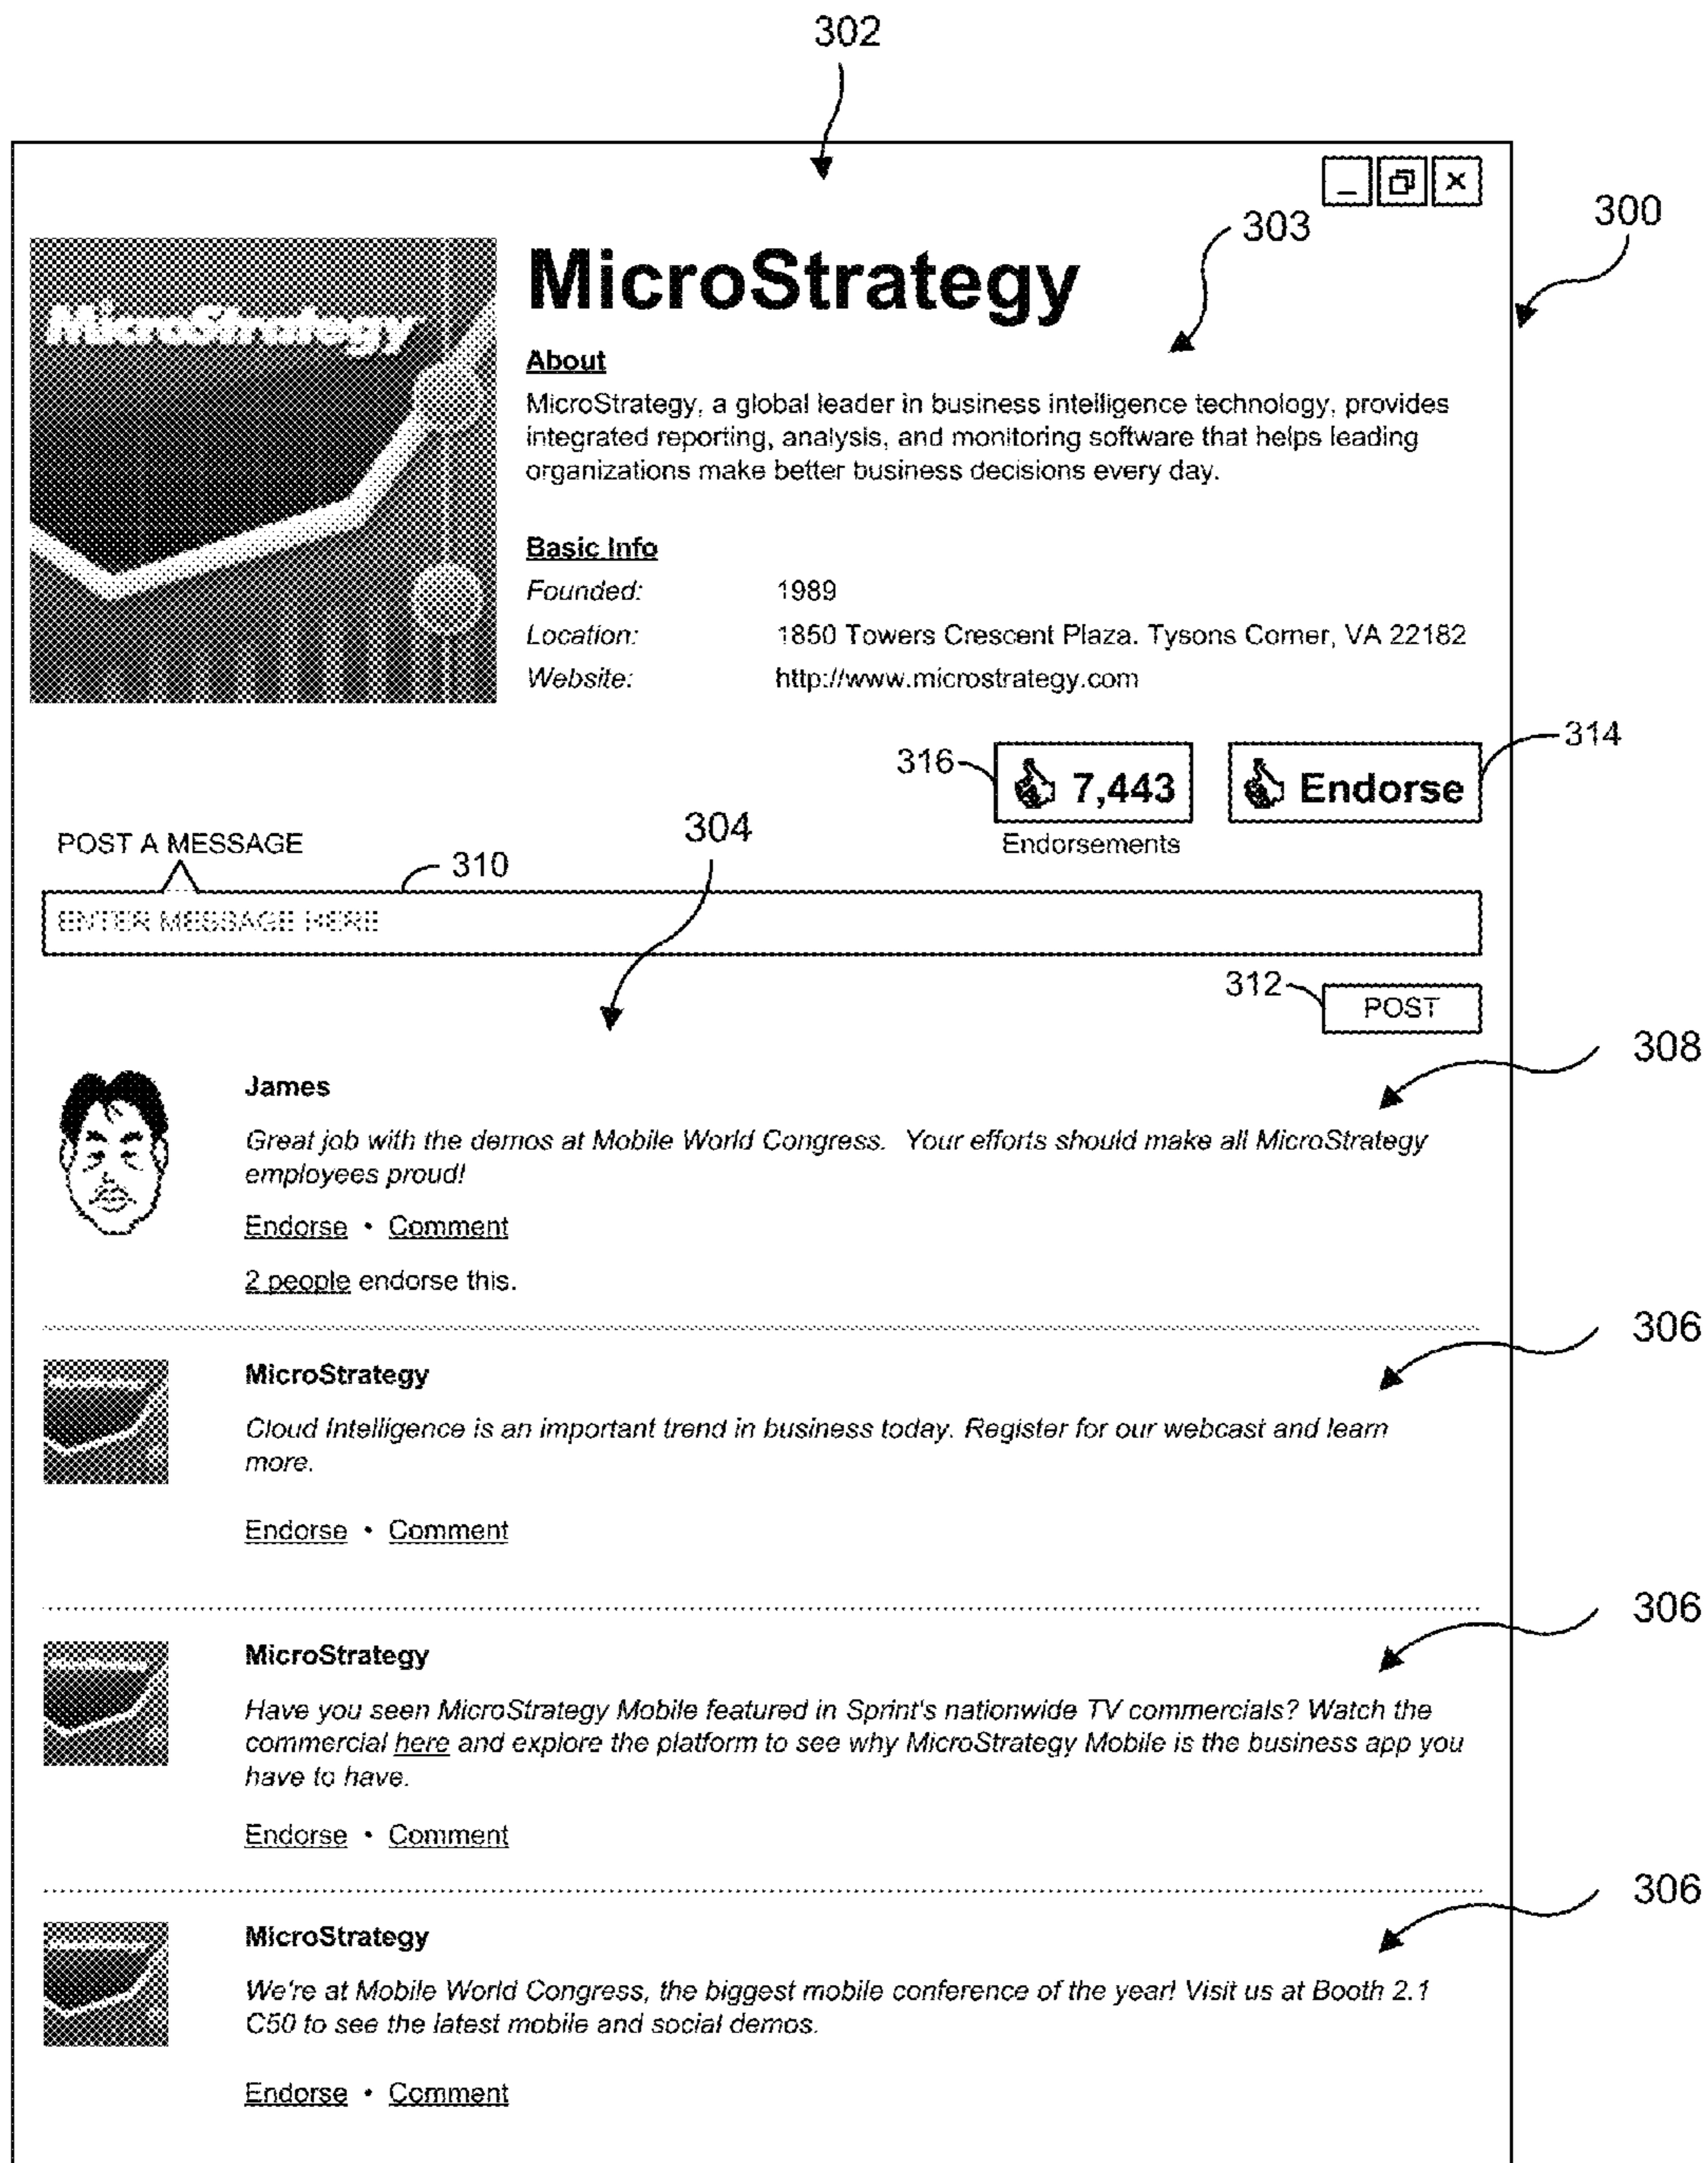 302
_ X
303
300
MicroStrategy
MicroStrategy
About
MicroStrategy, a global leader in business intelligence technology, provides
integrated reporting, analysis, and monitoring software that helps leading
organizations make better business decisions every day.
Basic Info
Founded: 1989
Location: 1850 Towers Crescent Plaza. Tysons Corner, VA 22182
Website: http://www.microstrategy.com
314
316
7,443
Endorse
Endorsements
304
POST A MESSAGE
310
ENTER MESSAGE HERE
312
POST
308
James
Great job with the demos at Mobile World Congress. Your efforts should make all MicroStrategy
employees proud!
Endorse • Comment
2 people endorse this.
306
MicroStrategy
Cloud Intelligence is an important trend in business today. Register for our webcast and learn
more.
Endorse • Comment
306
MicroStrategy
Have you seen MicroStrategy Mobile featured in Sprint's nationwide TV commercials? Watch the
commercial here and explore the platform to see why MicroStrategy Mobile is the business app you
have to have.
Endorse • Comment
306
MicroStrategy
We're at Mobile World Congress, the biggest mobile conference of the year! Visit us at Booth 2.1
C50 to see the latest mobile and social demos.
Endorse • Comment